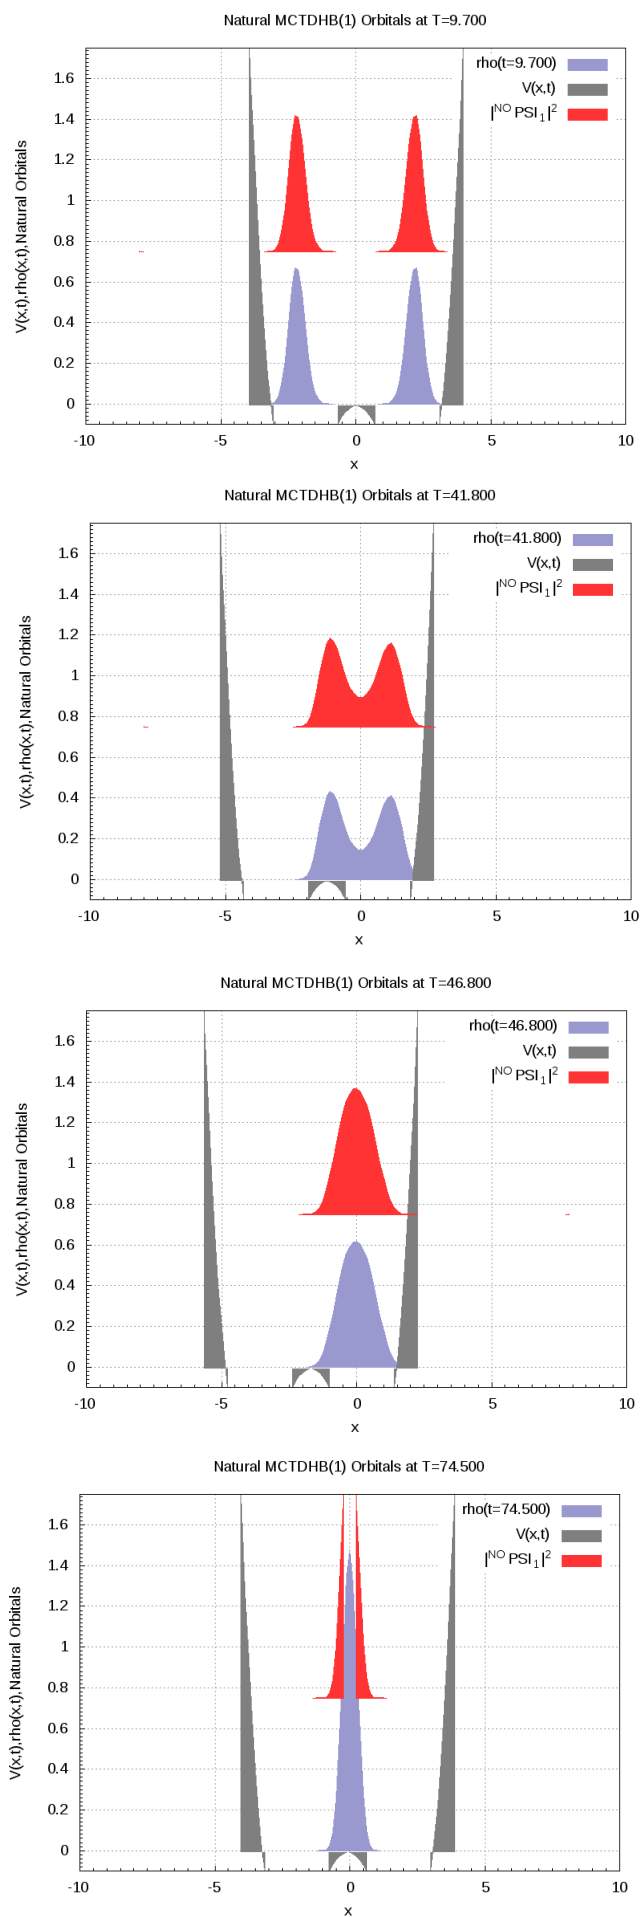 Natural MCTDHB(1) Orbitals at T=9.700
V(x,t),rho(x,t),Natural Orbitals
rho(t=9.700)
V(x,t)
|NO PSI1|2
1.6
1.4
1.2
1
0.8
0.6
0.4
0.2
0
-10 -5 0 5 10
x
Natural MCTDHB(1) Orbitals at T=41.800
V(x,t),rho(x,t),Natural Orbitals
rho(t=41.800)
V(x,t)
|NO PSI1|2
1.6
1.4
1.2
1
0.8
0.6
0.4
0.2
0
-10 -5 0 5 10
x
Natural MCTDHB(1) Orbitals at T=46.800
V(x,t),rho(x,t),Natural Orbitals
rho(t=46.800)
V(x,t)
|NO PSI1|2
1.6
1.4
1.2
1
0.8
0.6
0.4
0.2
0
-10 -5 0 5 10
x
Natural MCTDHB(1) Orbitals at T=74.500
V(x,t),rho(x,t),Natural Orbitals
rho(t=74.500)
V(x,t)
|NO PSI1|2
1.6
1.4
1.2
1
0.8
0.6
0.4
0.2
0
-10 -5 0 5 10
x